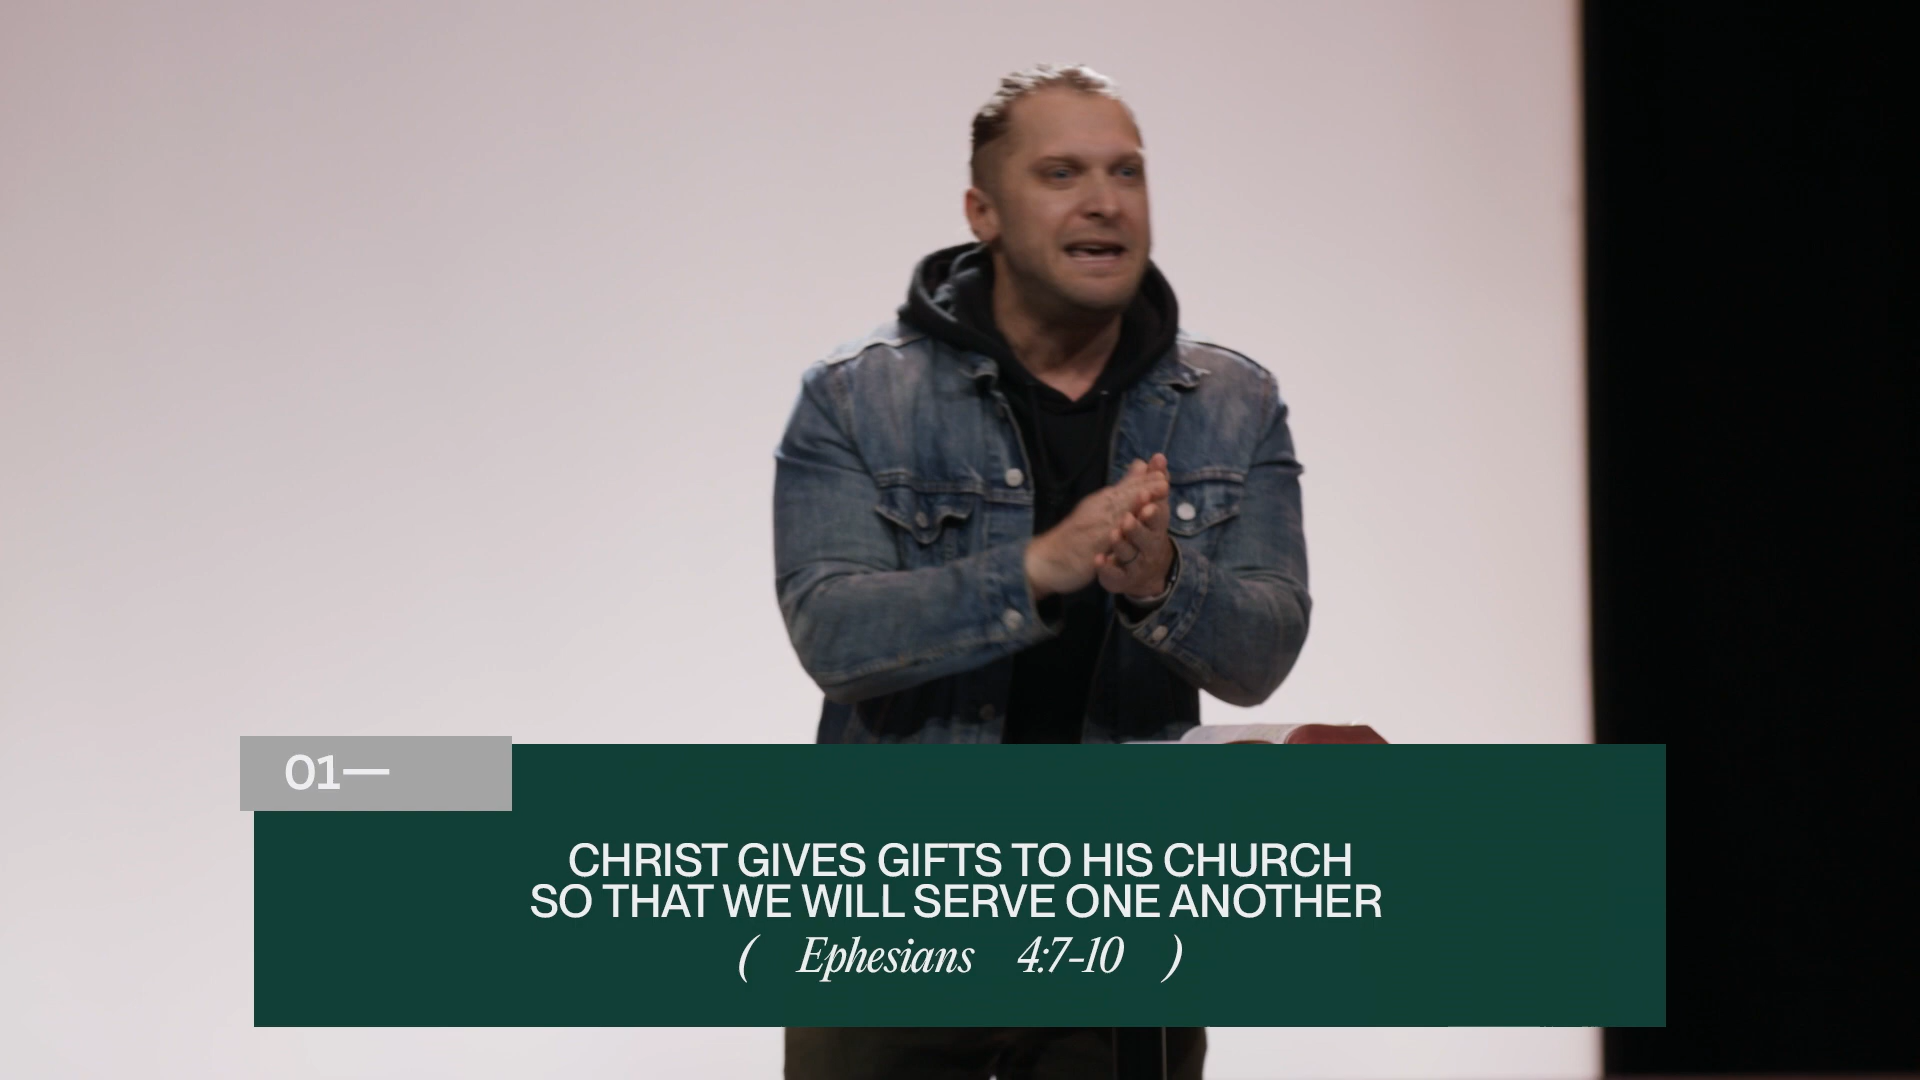 01—
CHRIST GIVES GIFTS TO HIS CHURCH
SO THAT WE WILL SERVE ONE ANOTHER
( Ephesians 4:7-10 )